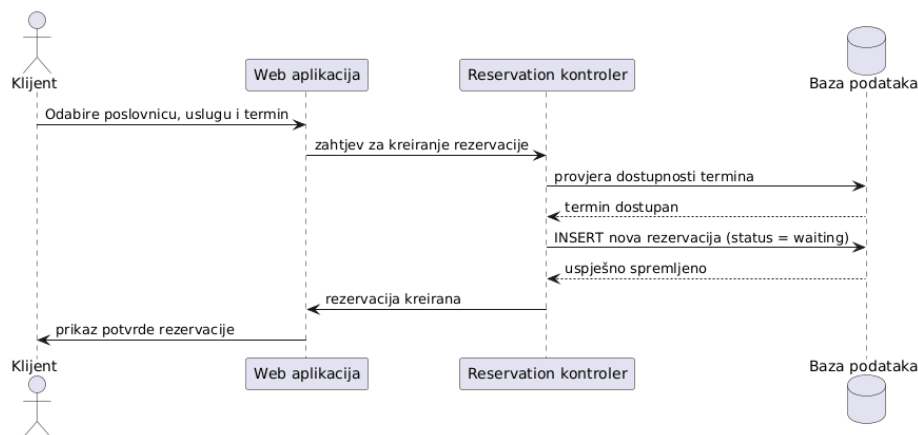 Klijent
Web aplikacija
Reservation kontroler
Baza podataka
Odabire poslovnicu, uslugu i termin
zahtjev za kreiranje rezervacije
provjera dostupnosti termina
termin dostupan
INSERT nova rezervacija (status = waiting)
uspješno spremljeno
rezervacija kreirana
prikaz potvrde rezervacije
Klijent
Web aplikacija
Reservation kontroler
Baza podataka